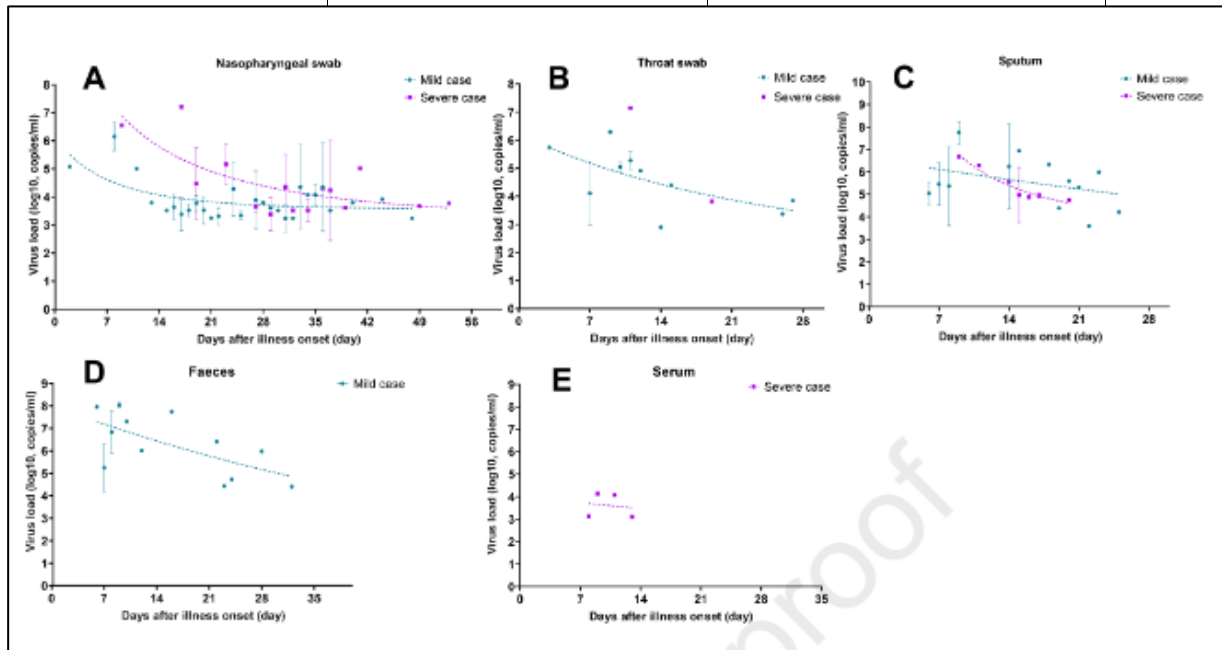 A
Nasopharyngeal swab
Mild case
Severe case
Virus load (log10, copies/ml)
8
7
6
5
4
3
2
1
0
0 7 14 21 28 35 42 49 56
Days after illness onset (day)
B
Throat swab
Mild case
Severe case
Virus load (log10, copies/ml)
8
7
6
5
4
3
2
1
0
0 7 14 21 28
Days after illness onset (day)
C
Sputum
Mild case
Severe case
Virus load (log10, copies/ml)
10
9
8
7
6
5
4
3
2
1
0
0 7 14 21 28
Days after illness onset (day)
D
Faeces
Mild case
Virus load (log10, copies/ml)
9
8
7
6
5
4
3
2
1
0
0 7 14 21 28 35
Days after illness onset (day)
E
Serum
Severe case
Virus load (log10, copies/ml)
9
8
7
6
5
4
3
2
1
0
0 7 14 21 28 35
Days after illness onset (day)
proof